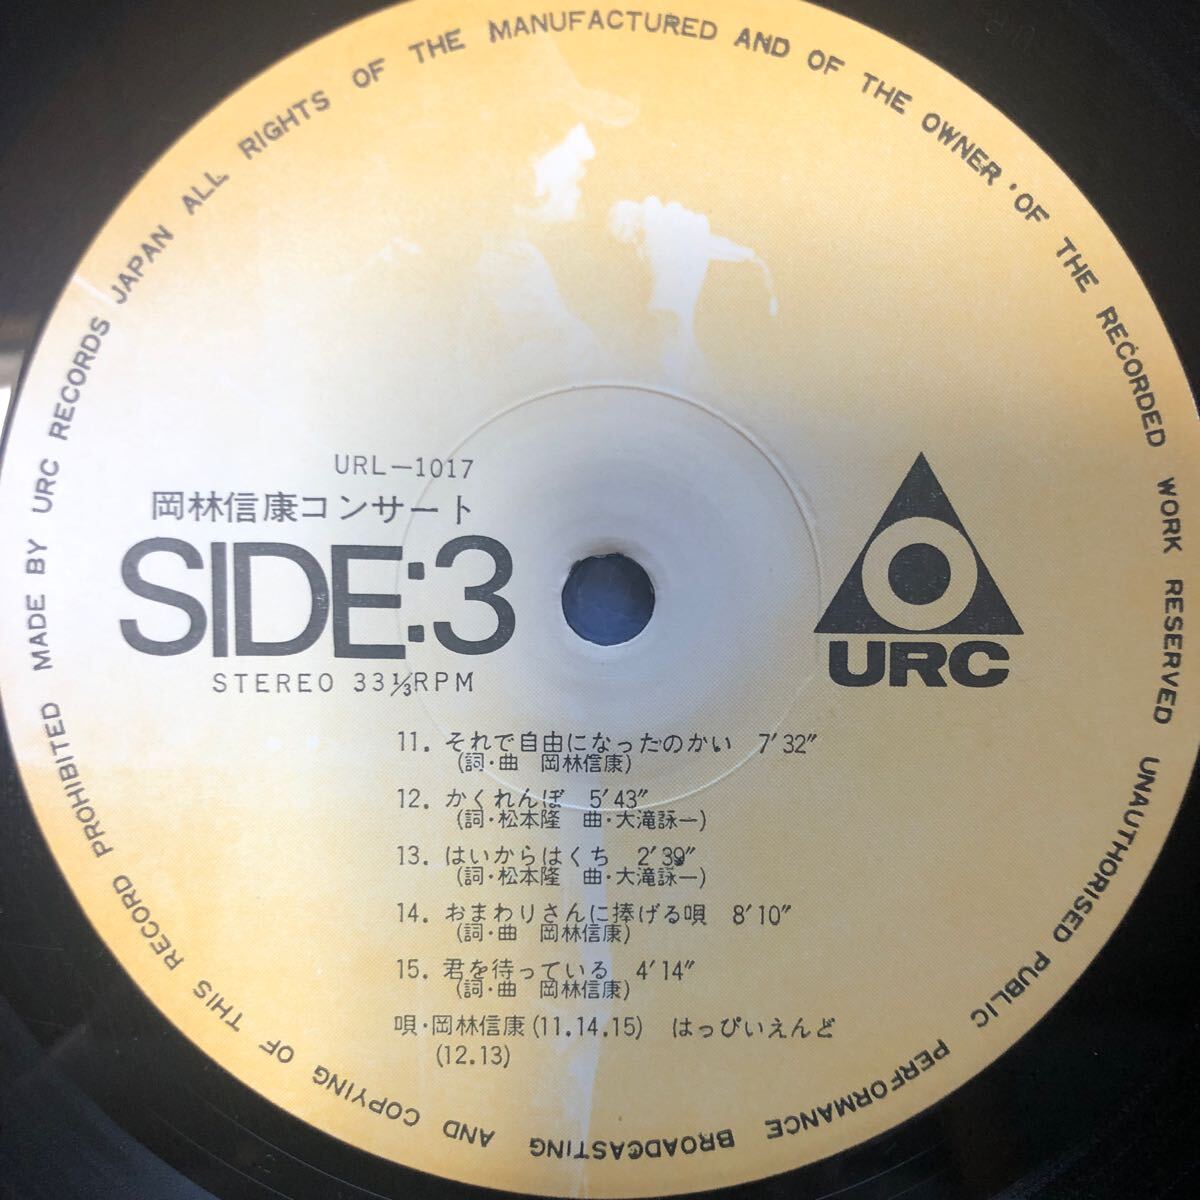 MADE BY URC RECORDS JAPAN ALL RIGHTS OF THE MANUFACTURED AND OF THE OWNER OF THE RECORDED WORK RESERVED UNAUTHORISED PUBLIC PERFORMANCE BROADCASTING AND COPYING OF THIS RECORD PROHIBITED
URL-1017
岡林信康コンサート
SIDE:3
STEREO 33⅓RPM
URC
11. それで自由になったのかい 7′32″
(詞・曲 岡林信康)
12. かくれんぼ 5′43″
(詞・松本隆 曲・大滝詠一)
13. はいからはくち 2′39″
(詞・松本隆 曲・大滝詠一)
14. おまわりさんに捧げる唄 8′10″
(詞・曲 岡林信康)
15. 君を待っている 4′14″
(詞・曲 岡林信康)
唄・岡林信康(11.14.15) はっぴいえんど
(12.13)